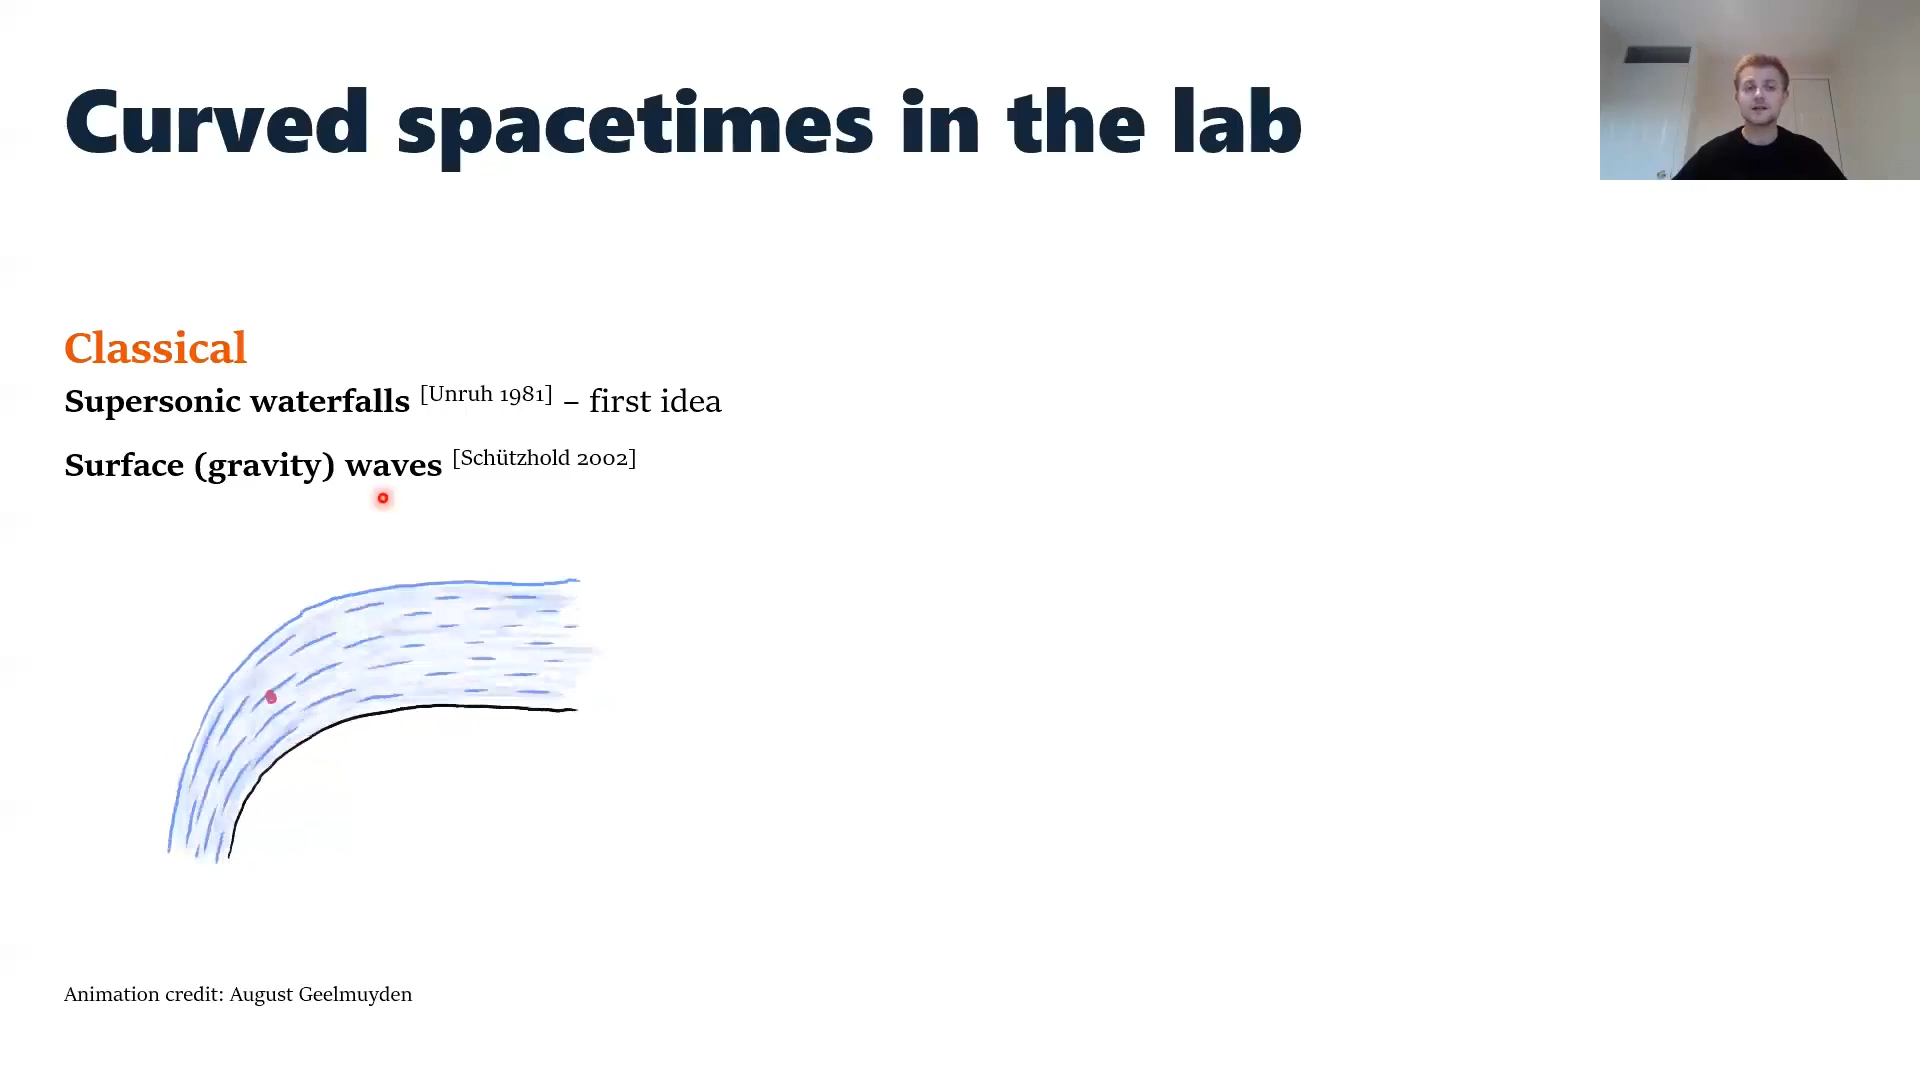 Curved spacetimes in the lab
Classical
Supersonic waterfalls [Unruh 1981] – first idea
Surface (gravity) waves [Schützhold 2002]
Animation credit: August Geelmuyden